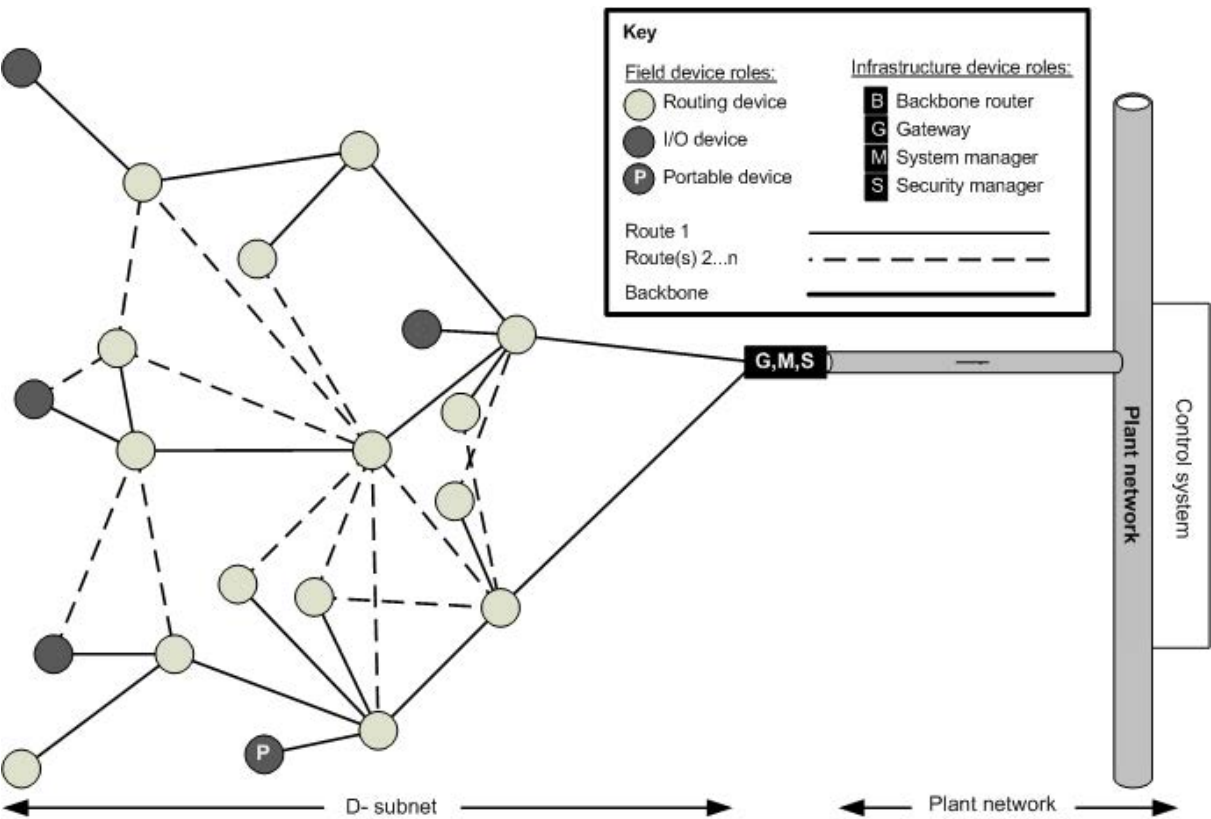 Key
Field device roles:
Routing device
I/O device
P
Portable device
Infrastructure device roles:
B Backbone router
G Gateway
M System manager
S Security manager
Route 1
Route(s) 2...n
Backbone
G,M,S
Plant network
Control system
P
D- subnet
Plant network